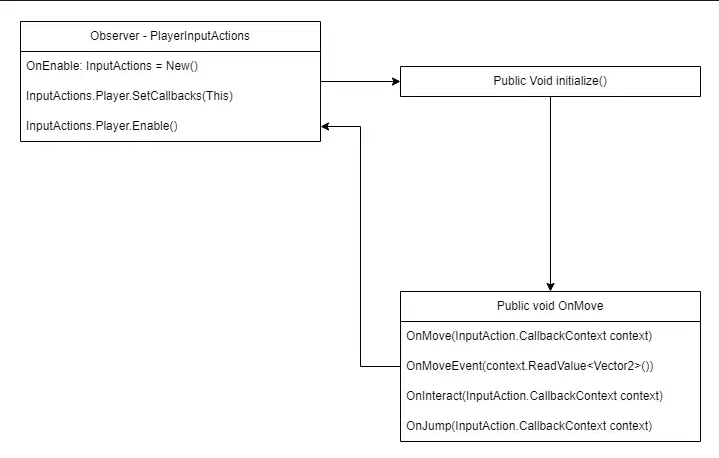 Observer - PlayerInputActions
OnEnable: InputActions = New()
InputActions.Player.SetCallbacks(This)
InputActions.Player.Enable()
Public Void initialize()
Public void OnMove
OnMove(InputAction.CallbackContext context)
OnMoveEvent(context.ReadValue<Vector2>())
OnInteract(InputAction.CallbackContext context)
OnJump(InputAction.CallbackContext context)